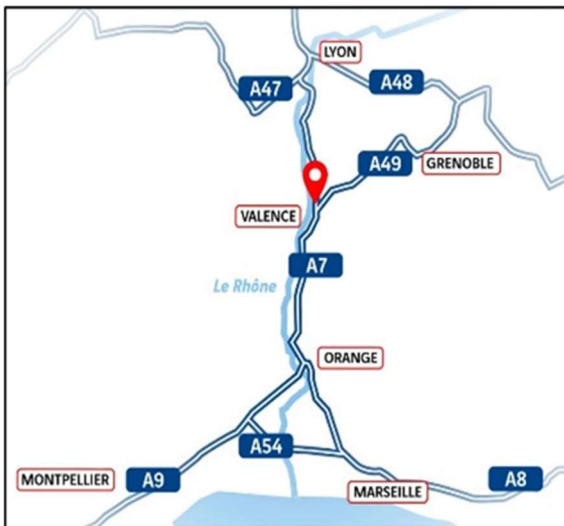 LYON
A47
A48
A49
GRENOBLE
VALENCE
A7
Le Rhône
ORANGE
A54
MONTPELLIER
A9
MARSEILLE
A8